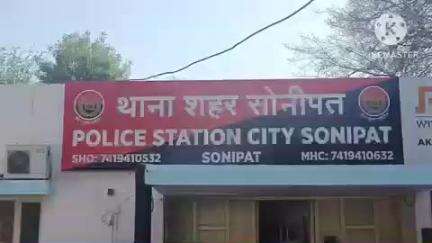 KINEMASTER
थाना शहर सोनीपत
POLICE STATION CITY SONIPAT
SHO: 7419410532 SONIPAT MHC: 7419410632